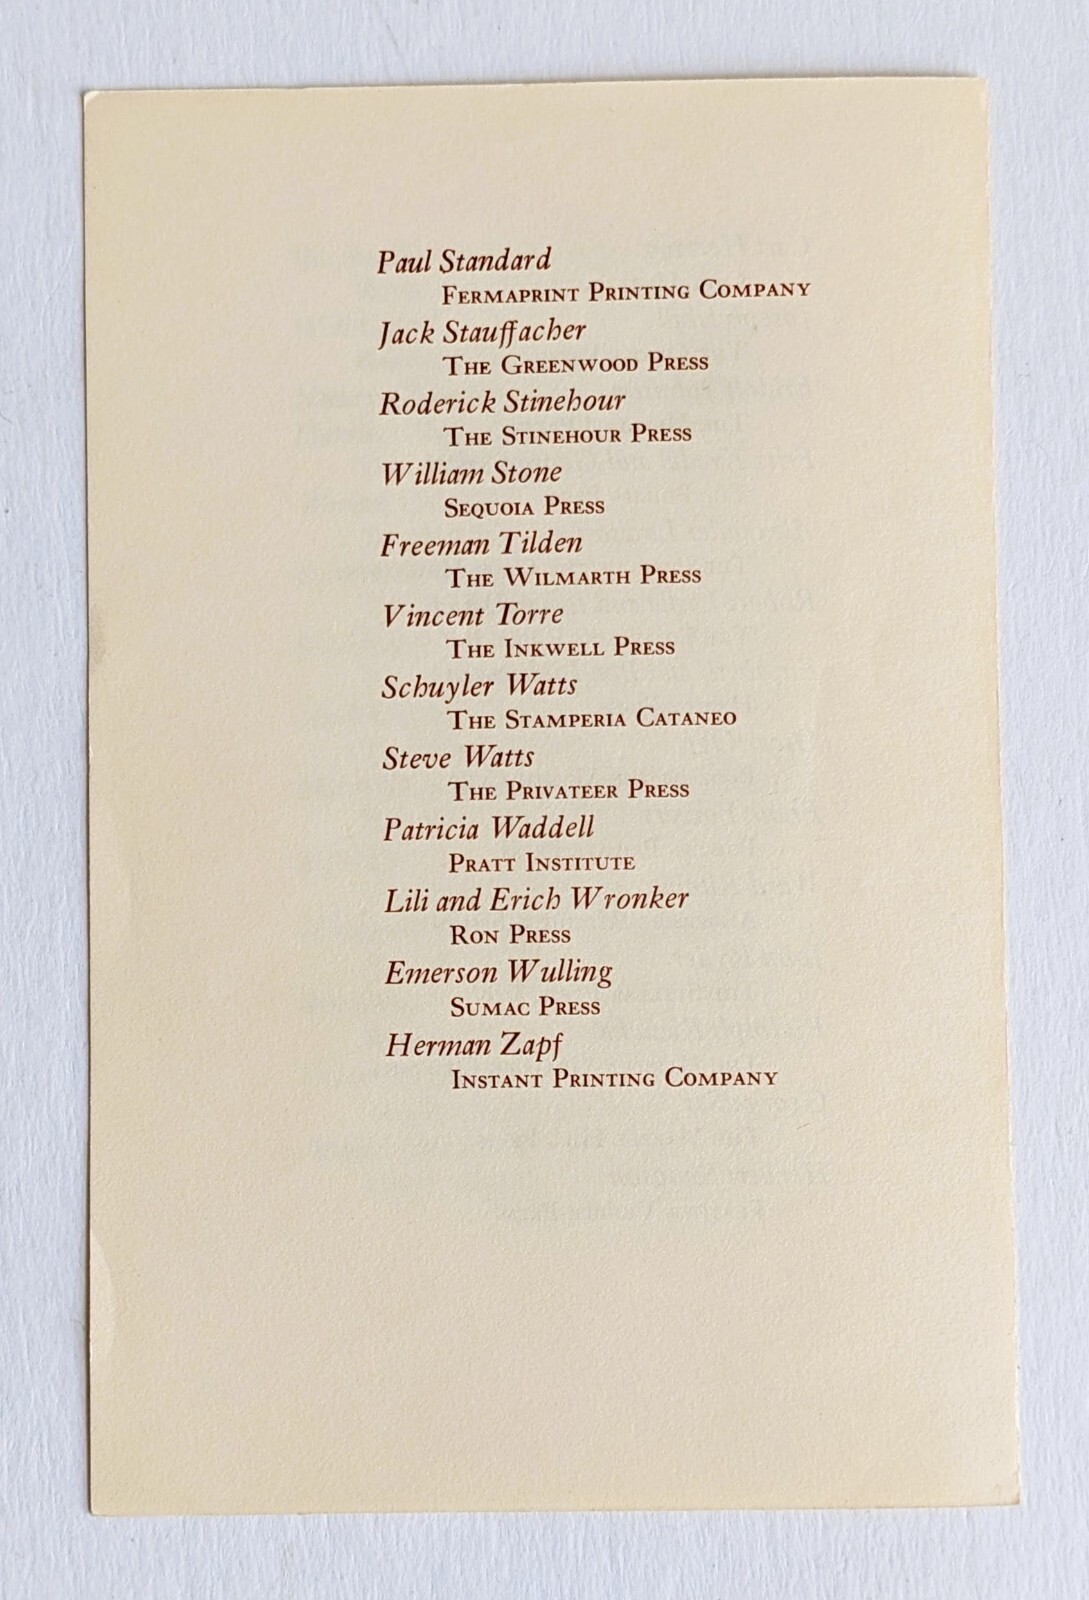 Paul Standard
Fermaprint Printing Company
Jack Stauffacher
The Greenwood Press
Roderick Stinehour
The Stinehour Press
William Stone
Sequoia Press
Freeman Tilden
The Wilmarth Press
Vincent Torre
The Inkwell Press
Schuyler Watts
The Stamperia Cataneo
Steve Watts
The Privateer Press
Patricia Waddell
Pratt Institute
Lili and Erich Wronker
Ron Press
Emerson Wulling
Sumac Press
Herman Zapf
Instant Printing Company